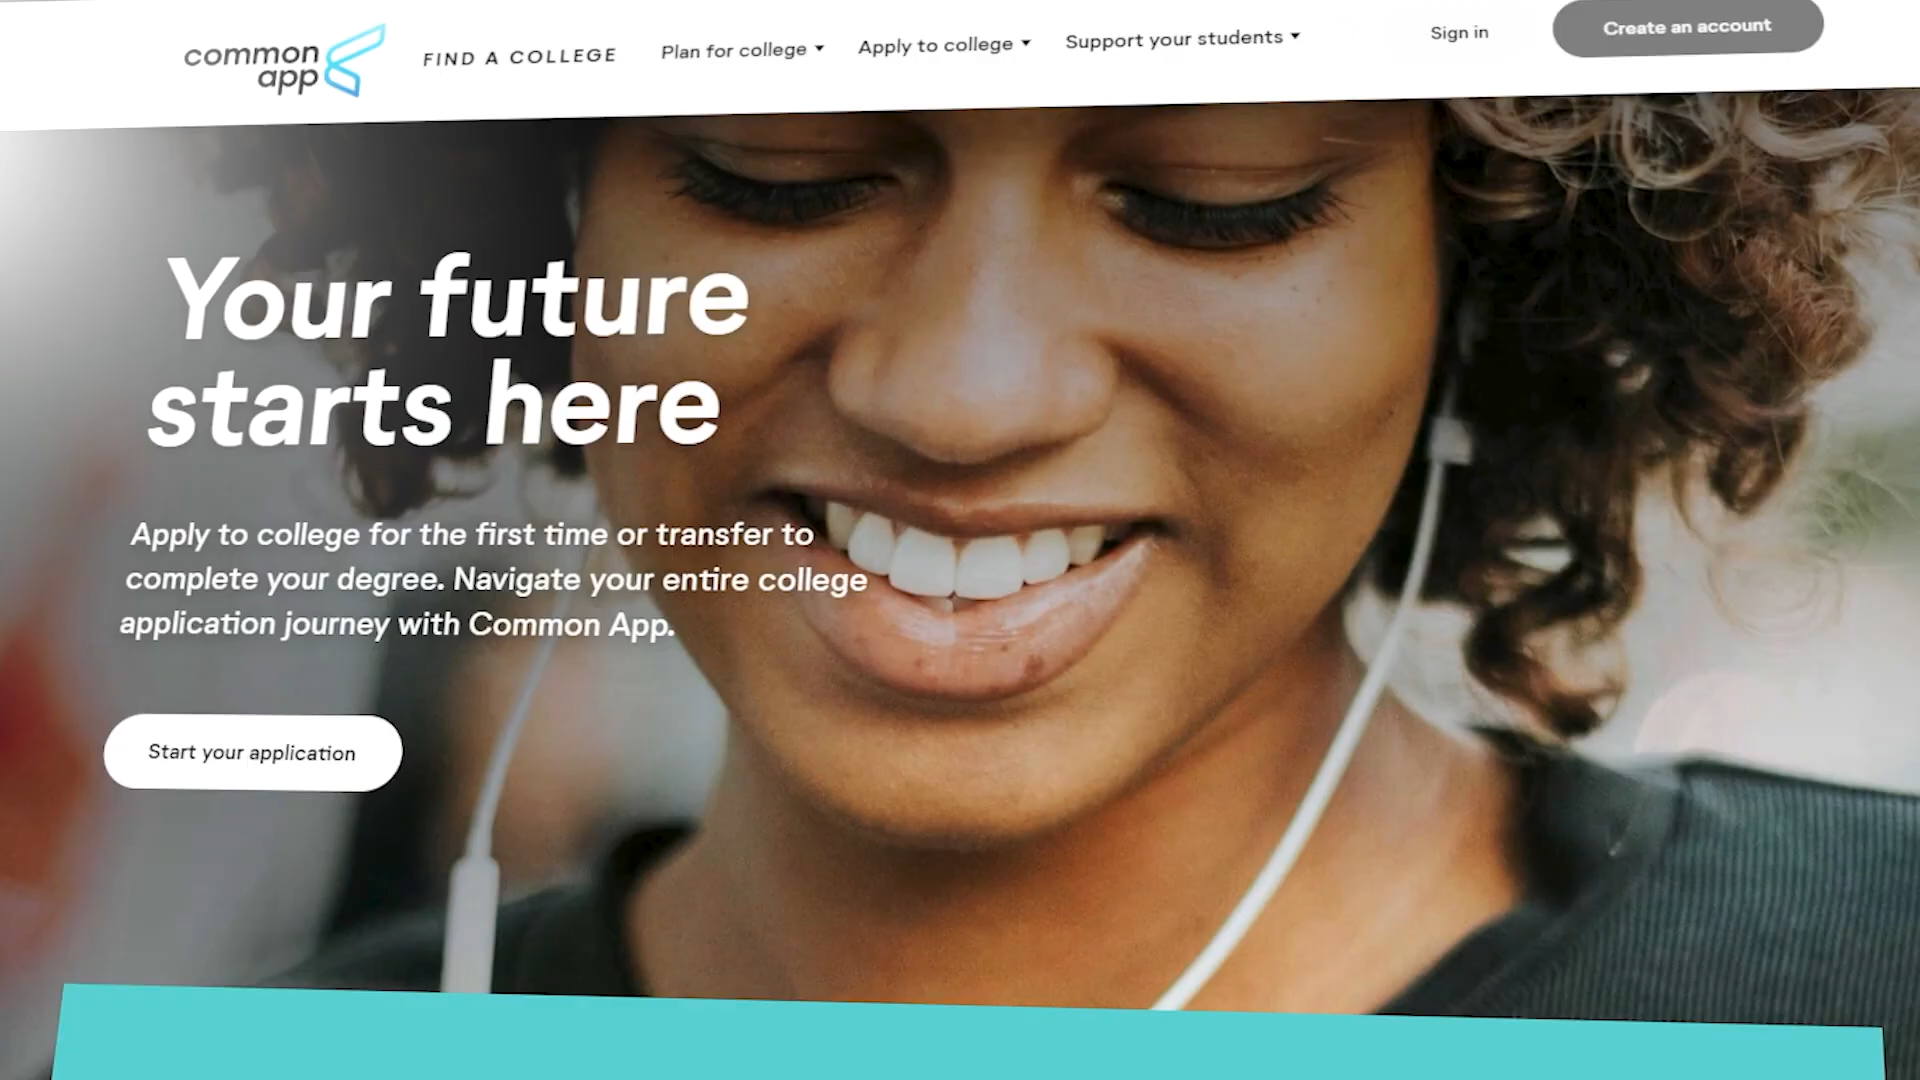 common
app
FIND A COLLEGE
Plan for college
Apply to college
Support your students
Sign in
Create an account
Your future
starts here
Apply to college for the first time or transfer to
complete your degree. Navigate your entire college
application journey with Common App.
Start your application